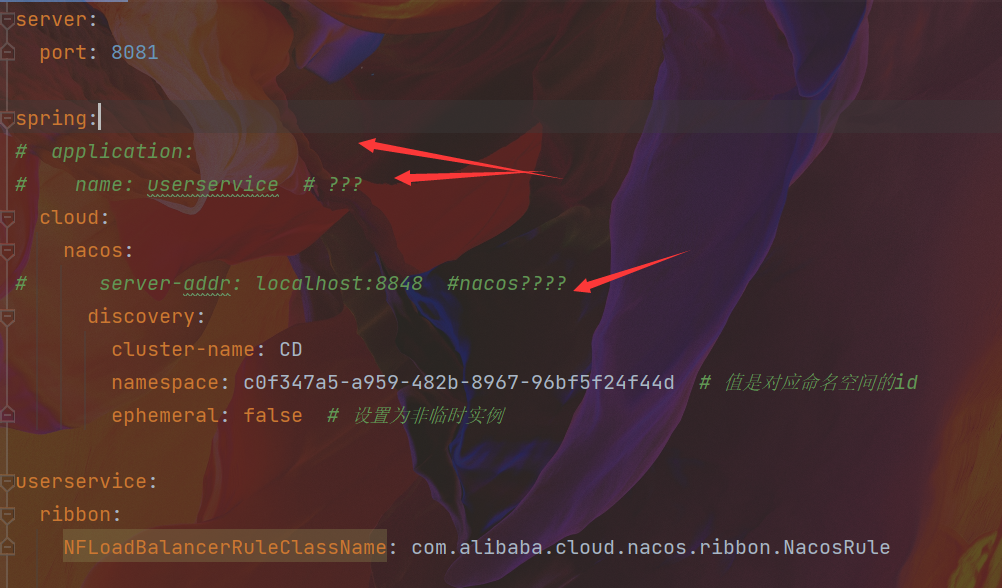 server:
  port: 8081
spring:
#  application:
#    name: userservice  # ???
  cloud:
    nacos:
#      server-addr: localhost:8848  #nacos????
      discovery:
        cluster-name: CD
        namespace: c0f347a5-a959-482b-8967-96bf5f24f44d  # 值是对应命名空间的id
        ephemeral: false  # 设置为非临时实例
userservice:
  ribbon:
    NFLoadBalancerRuleClassName: com.alibaba.cloud.nacos.ribbon.NacosRule